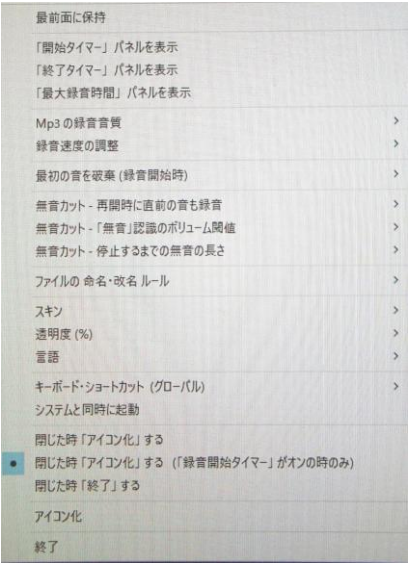 最前面に保持
「開始タイマー」パネルを表示
「終了タイマー」パネルを表示
「最大録音時間」パネルを表示
Mp3の録音音質
録音速度の調整
最初の音を破棄 (録音開始時)
無音カット - 再開時に直前の音も録音
無音カット - 「無音」認識のボリューム閾値
無音カット - 停止するまでの無音の長さ
ファイルの 命名・改名 ルール
スキン
透明度 (%)
言語
キーボード・ショートカット (グローバル)
システムと同時に起動
閉じた時「アイコン化」する
閉じた時「アイコン化」する (「録音開始タイマー」がオンの時のみ)
閉じた時「終了」する
アイコン化
終了